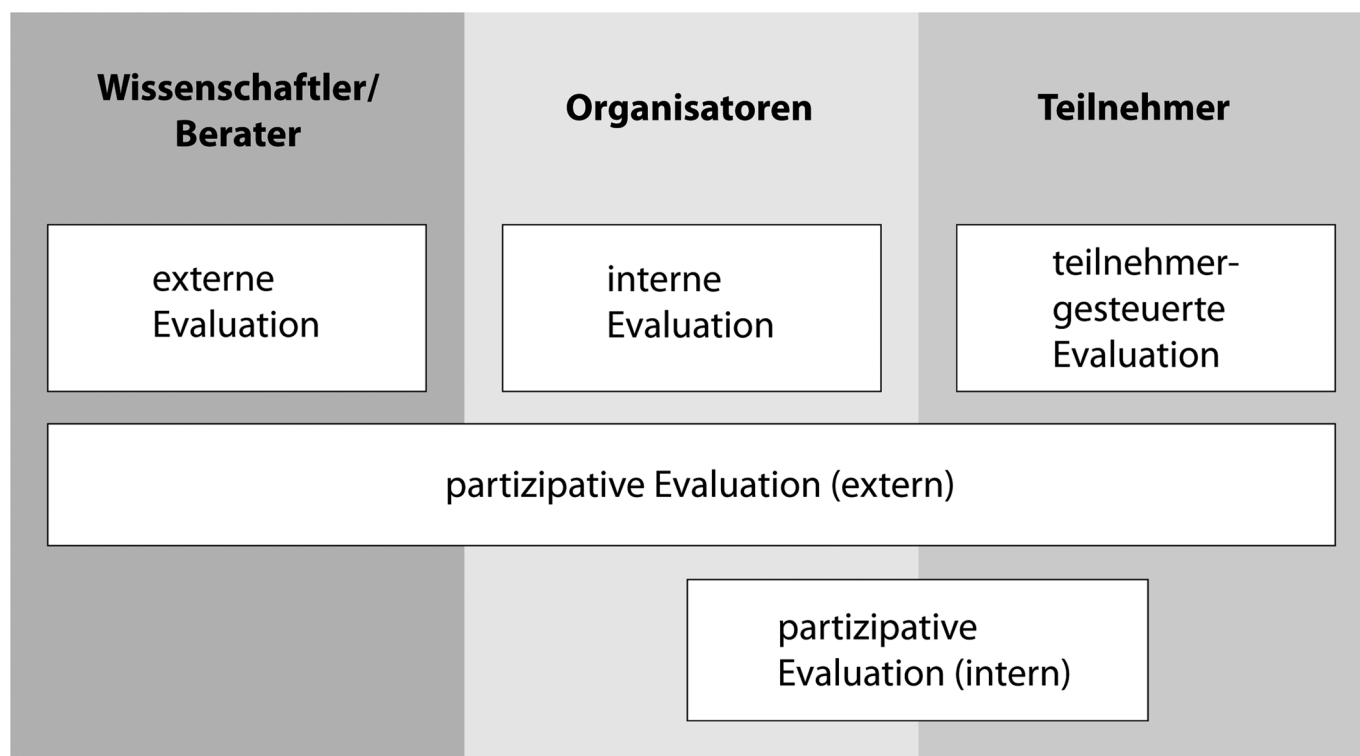 Wissenschaftler/
Berater
Organisatoren
Teilnehmer
externe
Evaluation
interne
Evaluation
teilnehmer-
gesteuerte
Evaluation
partizipative Evaluation (extern)
partizipative
Evaluation (intern)